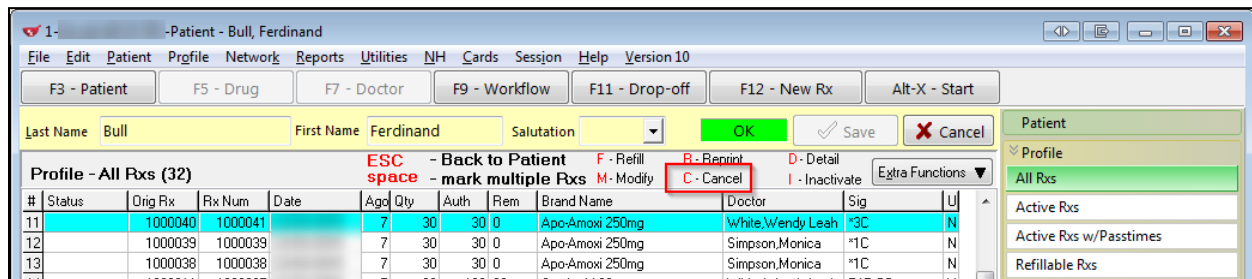 1- -Patient - Bull, Ferdinand
File Edit Patient Profile Network Reports Utilities NH Cards Session Help Version 10
F3 - Patient F5 - Drug F7 - Doctor F9 - Workflow F11 - Drop-off F12 - New Rx Alt-X - Start
Last Name Bull First Name Ferdinand Salutation OK Save Cancel
Patient
Profile
Profile - All Rxs (32) ESC - Back to Patient F - Refill R - Reprint D - Detail
space - mark multiple Rxs M - Modify C - Cancel I - Inactivate Extra Functions
All Rxs
# Status Orig Rx Rx Num Date Ago Qty Auth Rem Brand Name Doctor Sig U
Active Rxs
11 1000040 1000041 7 30 30 0 Apo-Amoxi 250mg White,Wendy Leah *3C N
12 1000039 1000039 7 30 30 0 Apo-Amoxi 250mg Simpson,Monica *1C N
Active Rxs w/Passtimes
13 1000038 1000038 7 30 30 0 Apo-Amoxi 250mg Simpson,Monica *1C N
Refillable Rxs